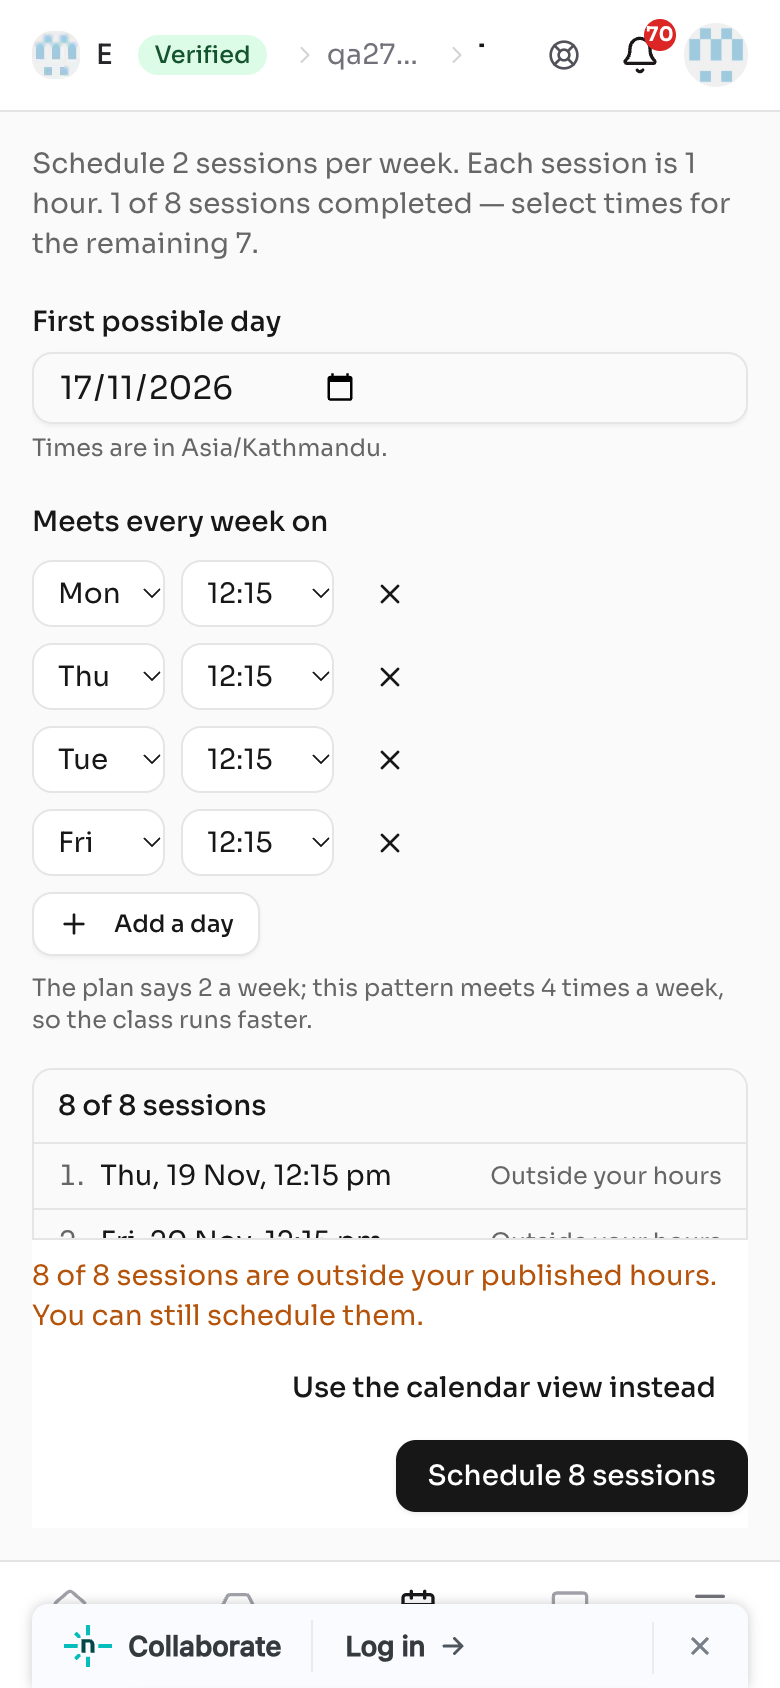 E Verified qa27... 70
Schedule 2 sessions per week. Each session is 1
hour. 1 of 8 sessions completed — select times for
the remaining 7.
First possible day
17/11/2026
Times are in Asia/Kathmandu.
Meets every week on
Mon 12:15
Thu 12:15
Tue 12:15
Fri 12:15
Add a day
The plan says 2 a week; this pattern meets 4 times a week,
so the class runs faster.
8 of 8 sessions
1. Thu, 19 Nov, 12:15 pm Outside your hours
8 of 8 sessions are outside your published hours.
You can still schedule them.
Use the calendar view instead
Schedule 8 sessions
n Collaborate Log in →